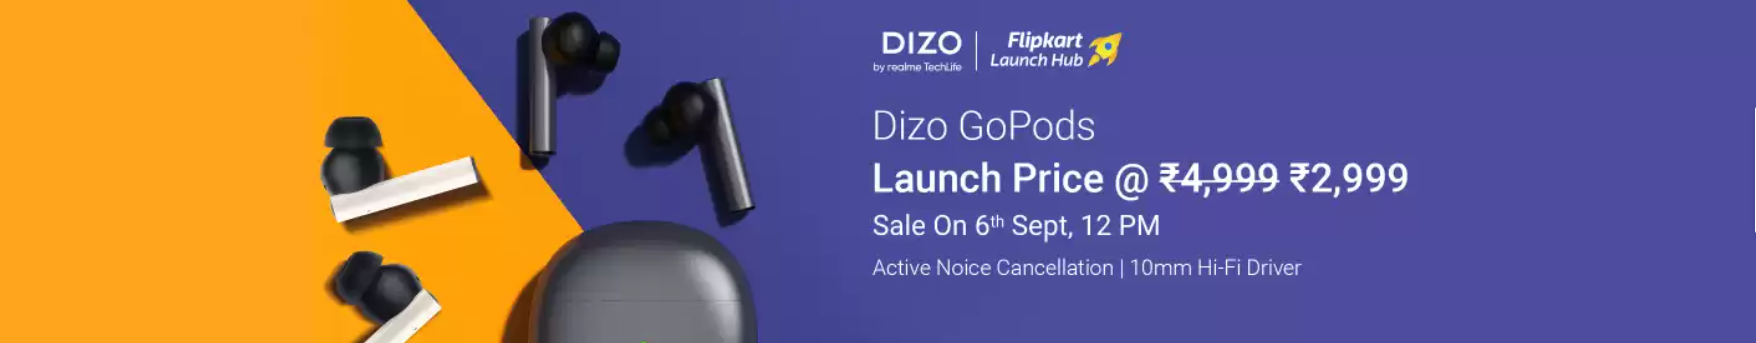 DIZO
by realme TechLife
Flipkart
Launch Hub
Dizo GoPods
Launch Price @ ₹4,999 ₹2,999
Sale On 6th Sept, 12 PM
Active Noice Cancellation | 10mm Hi-Fi Driver